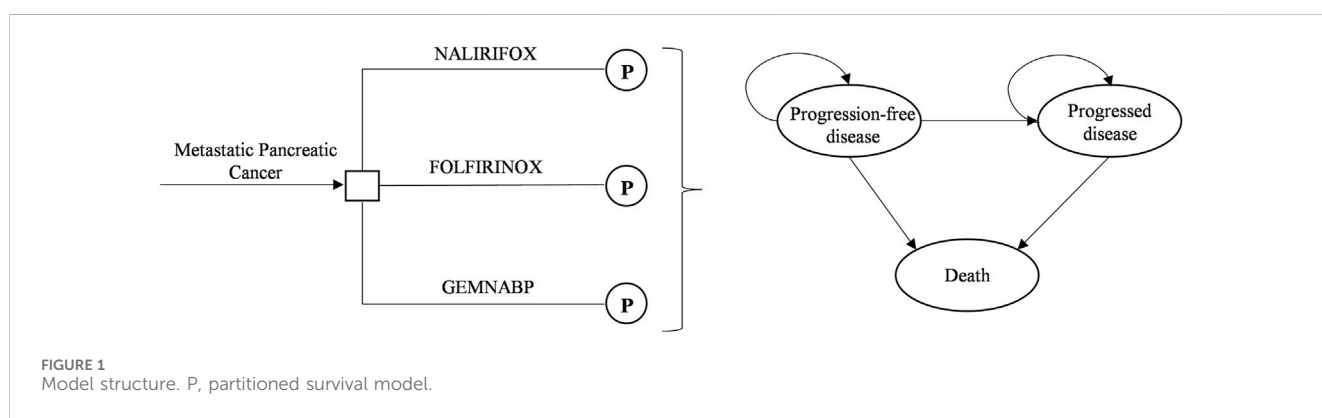 NALIRIFOX
P
Metastatic Pancreatic
Cancer
FOLFIRINOX
P
GEMNABP
P
Progression-free
disease
Progressed
disease
Death
FIGURE 1
Model structure. P, partitioned survival model.